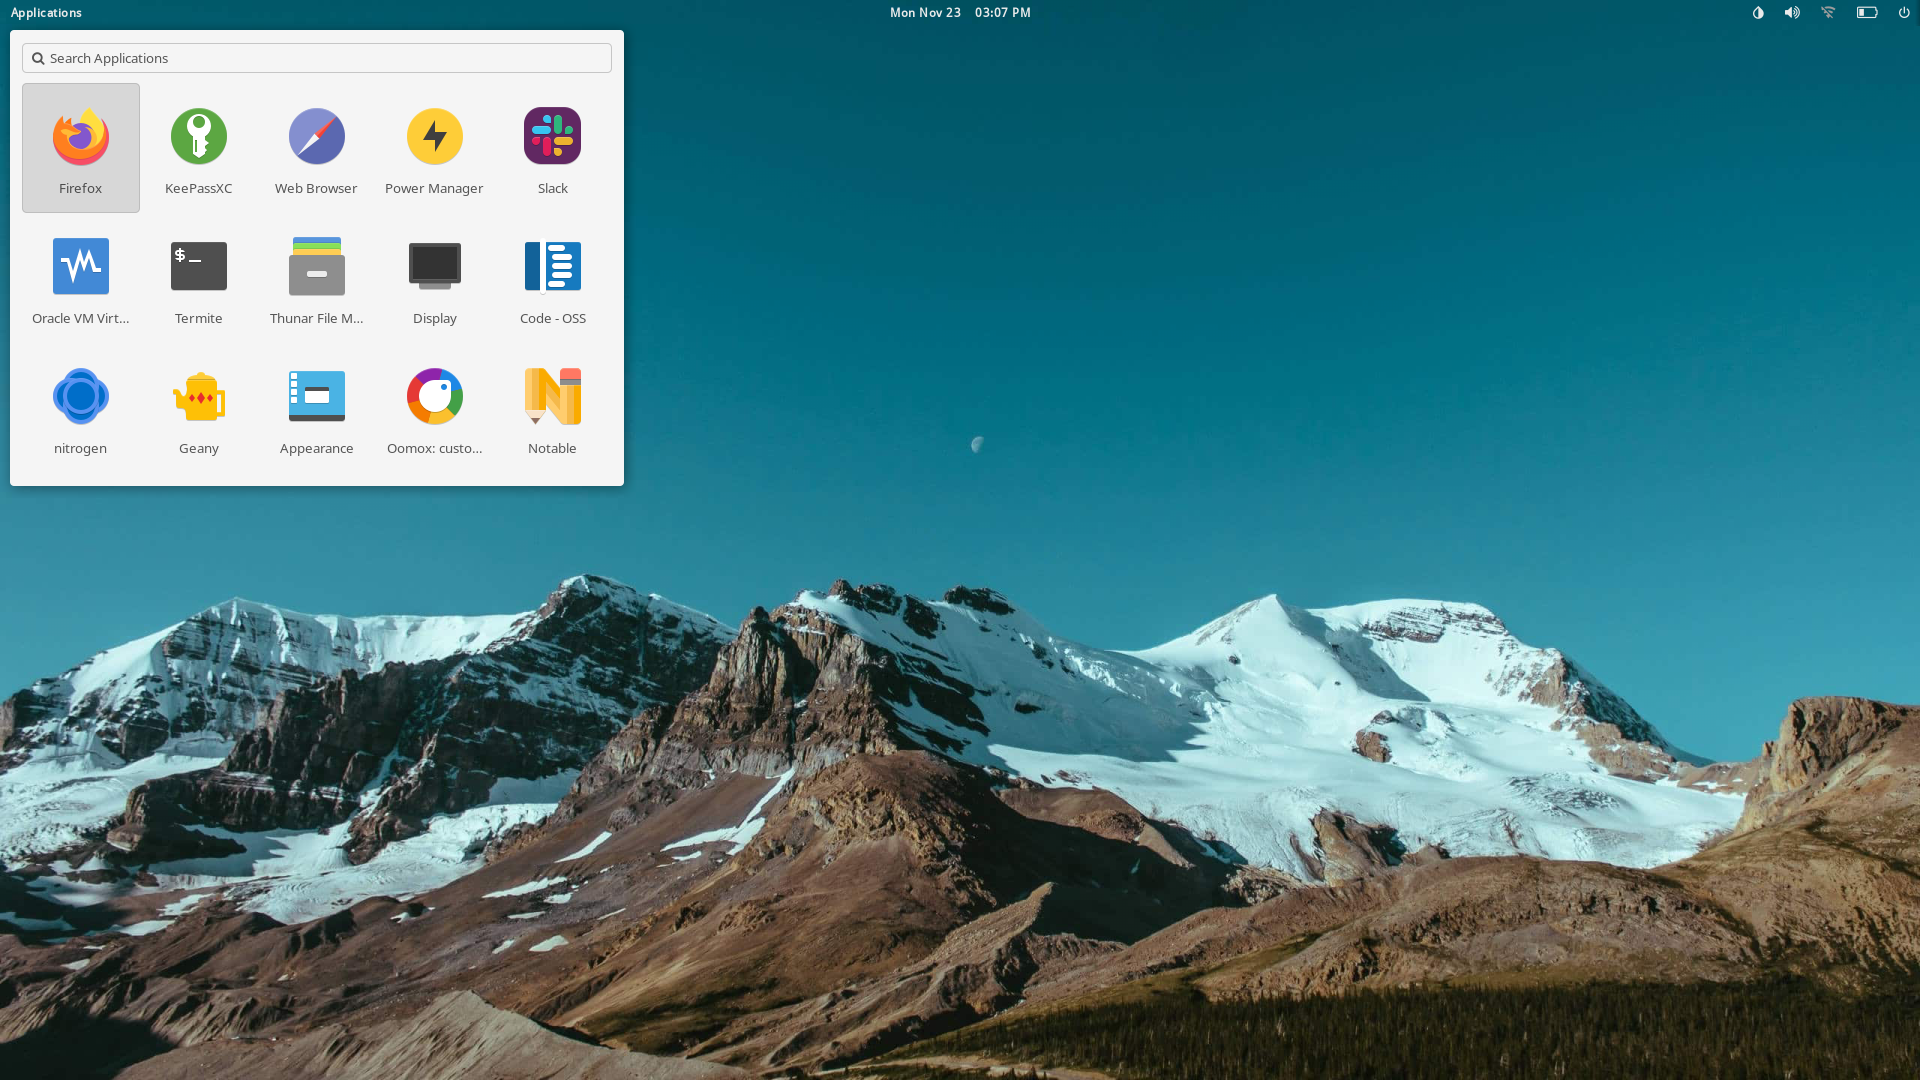 Applications
Mon Nov 23 03:07 PM
Search Applications
Firefox
KeePassXC
Web Browser
Power Manager
Slack
$ _
Oracle VM Virt...
Termite
Thunar File M...
Display
Code - OSS
nitrogen
Geany
Appearance
Oomox: custo...
Notable